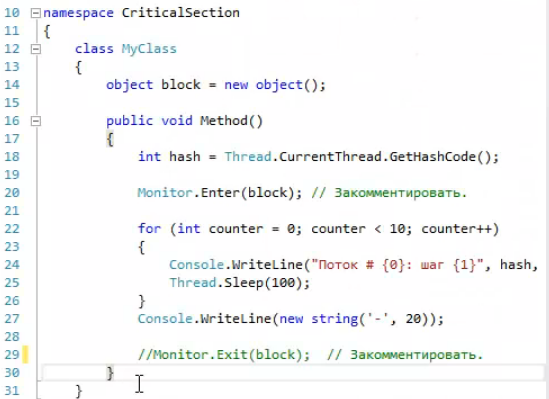 10 namespace CriticalSection
11 {
12 class MyClass
13 {
14 object block = new object();
15
16 public void Method()
17 {
18 int hash = Thread.CurrentThread.GetHashCode();
19
20 Monitor.Enter(block); // Закомментировать.
21
22 for (int counter = 0; counter < 10; counter++)
23 {
24 Console.WriteLine("Поток # {0}: шаг {1}", hash,
25 Thread.Sleep(100);
26 }
27 Console.WriteLine(new string('-', 20));
28
29 //Monitor.Exit(block);  // Закомментировать.
30 }
31 }